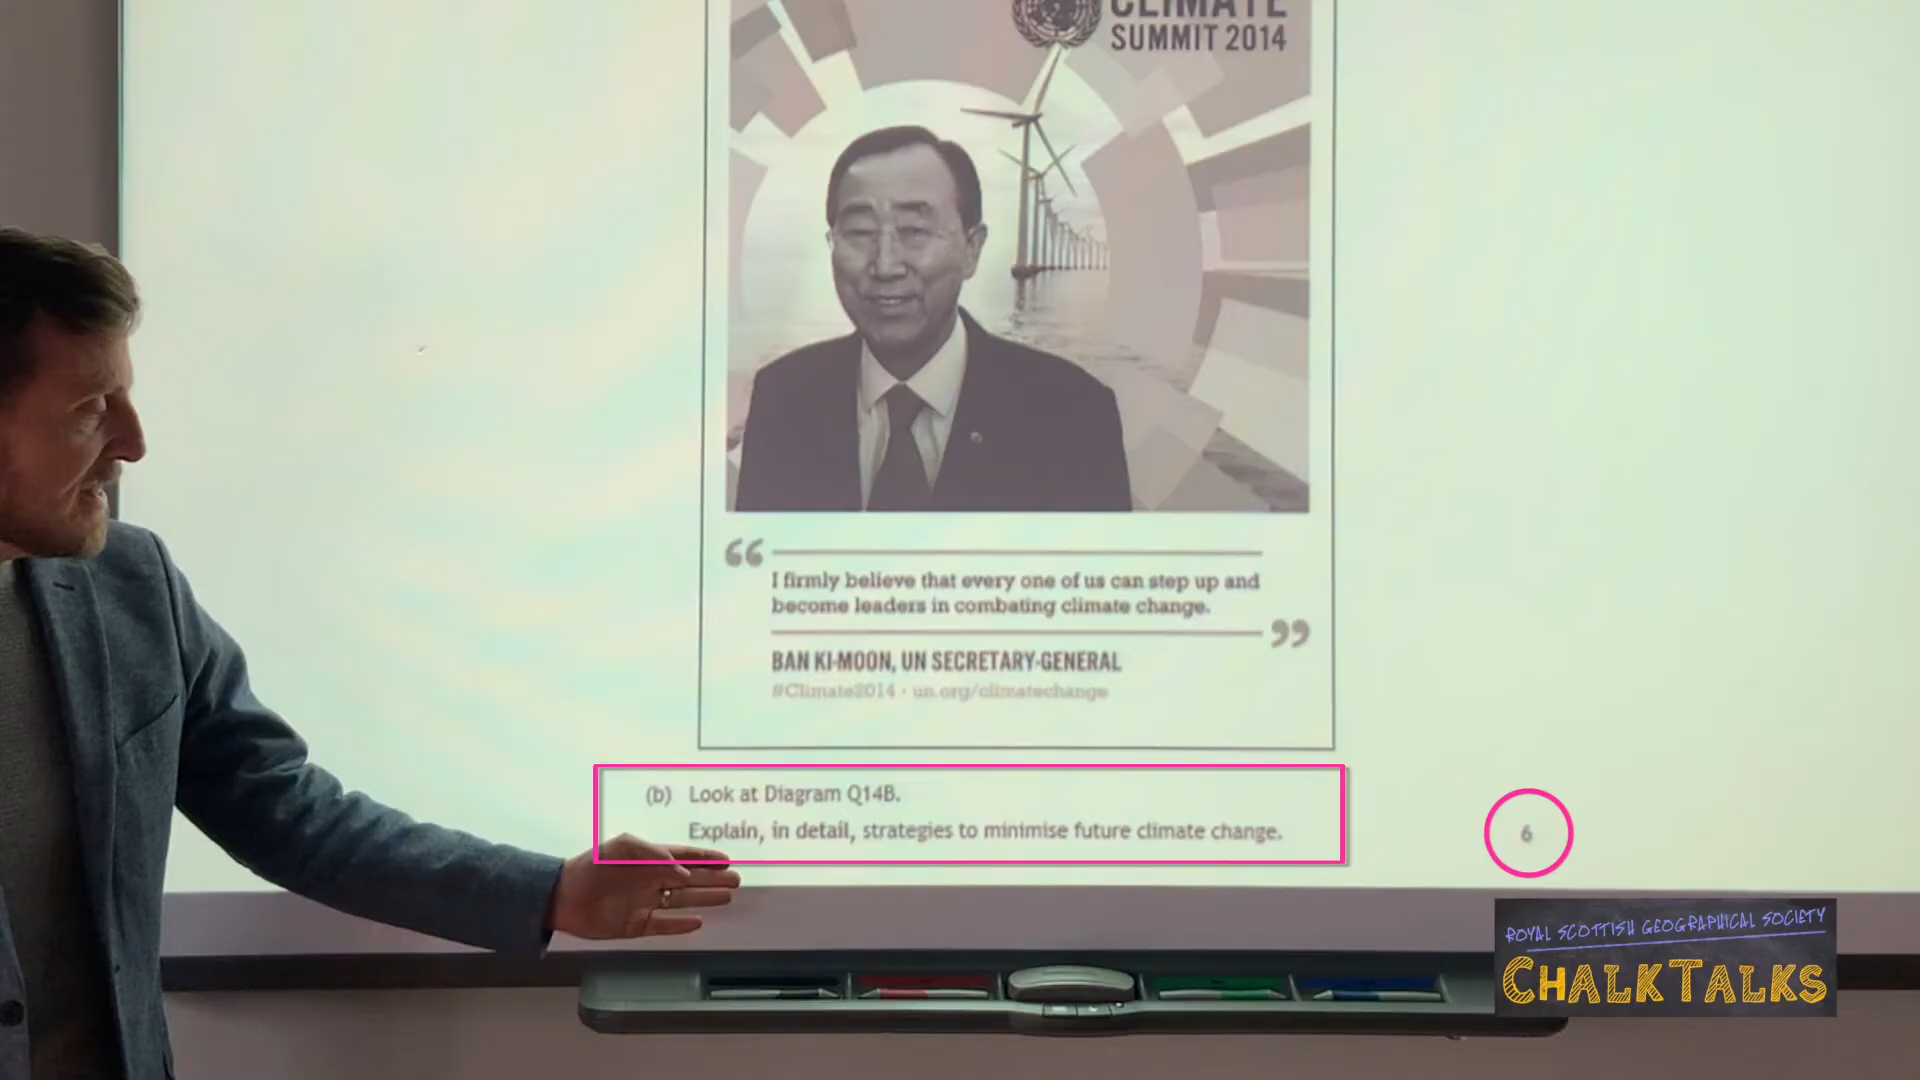 CLIMATE
SUMMIT 2014
“ I firmly believe that every one of us can step up and
become leaders in combating climate change. ”
BAN KI-MOON, UN SECRETARY-GENERAL
#Climate2014 · un.org/climatechange
(b) Look at Diagram Q14B.
Explain, in detail, strategies to minimise future climate change. 6
ROYAL SCOTTISH GEOGRAPHICAL SOCIETY
CHALKTALKS